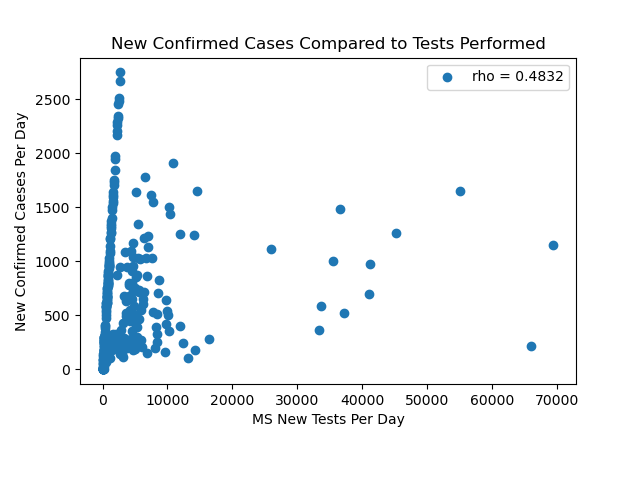 New Confirmed Cases Compared to Tests Performed
rho = 0.4832
New Confirmed Caeses Per Day
2500
2000
1500
1000
500
0
0 10000 20000 30000 40000 50000 60000 70000
MS New Tests Per Day